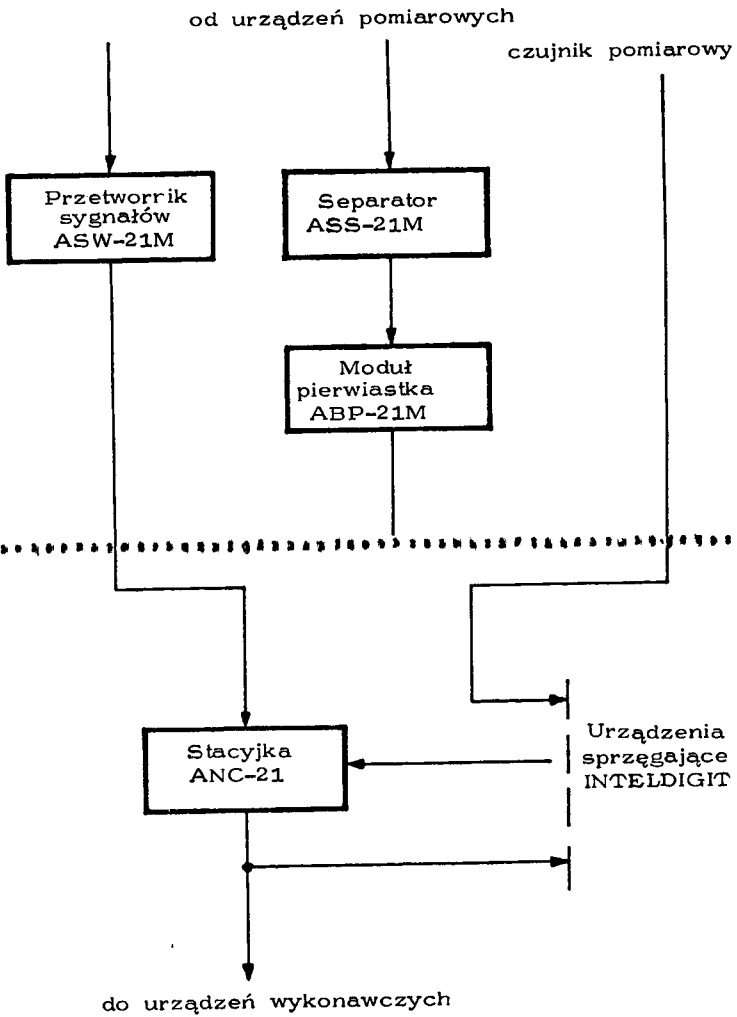 od urządzeń pomiarowych
czujnik pomiarowy
Przetworrik
sygnałów
ASW-21M
Separator
ASS-21M
Moduł
pierwiastka
ABP-21M
Stacyjka
ANC-21
Urządzenia
sprzęgające
INTELDIGIT
do urządzeń wykonawczych